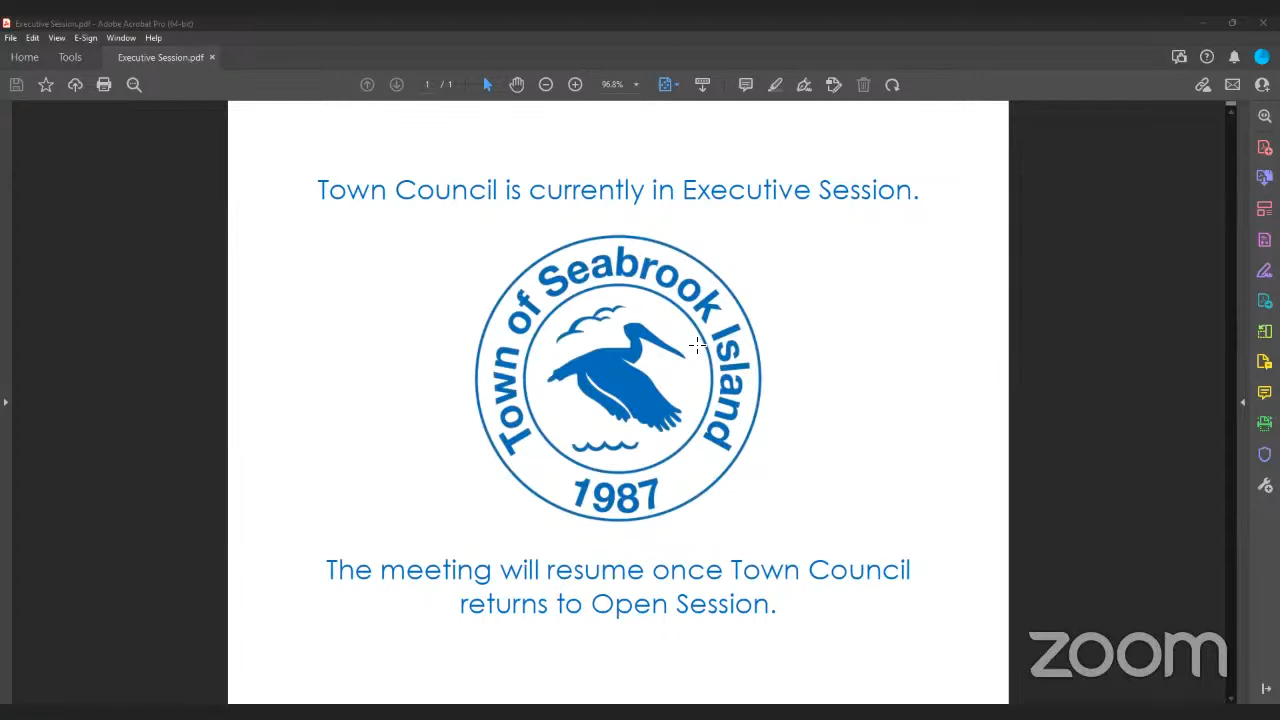 Executive Session.pdf - Adobe Acrobat Pro (64-bit)
File Edit View E-Sign Window Help
Home Tools Executive Session.pdf ×
1 / 1 96.8%
Town Council is currently in Executive Session.
Town of Seabrook Island
1987
The meeting will resume once Town Council
returns to Open Session.
zoom